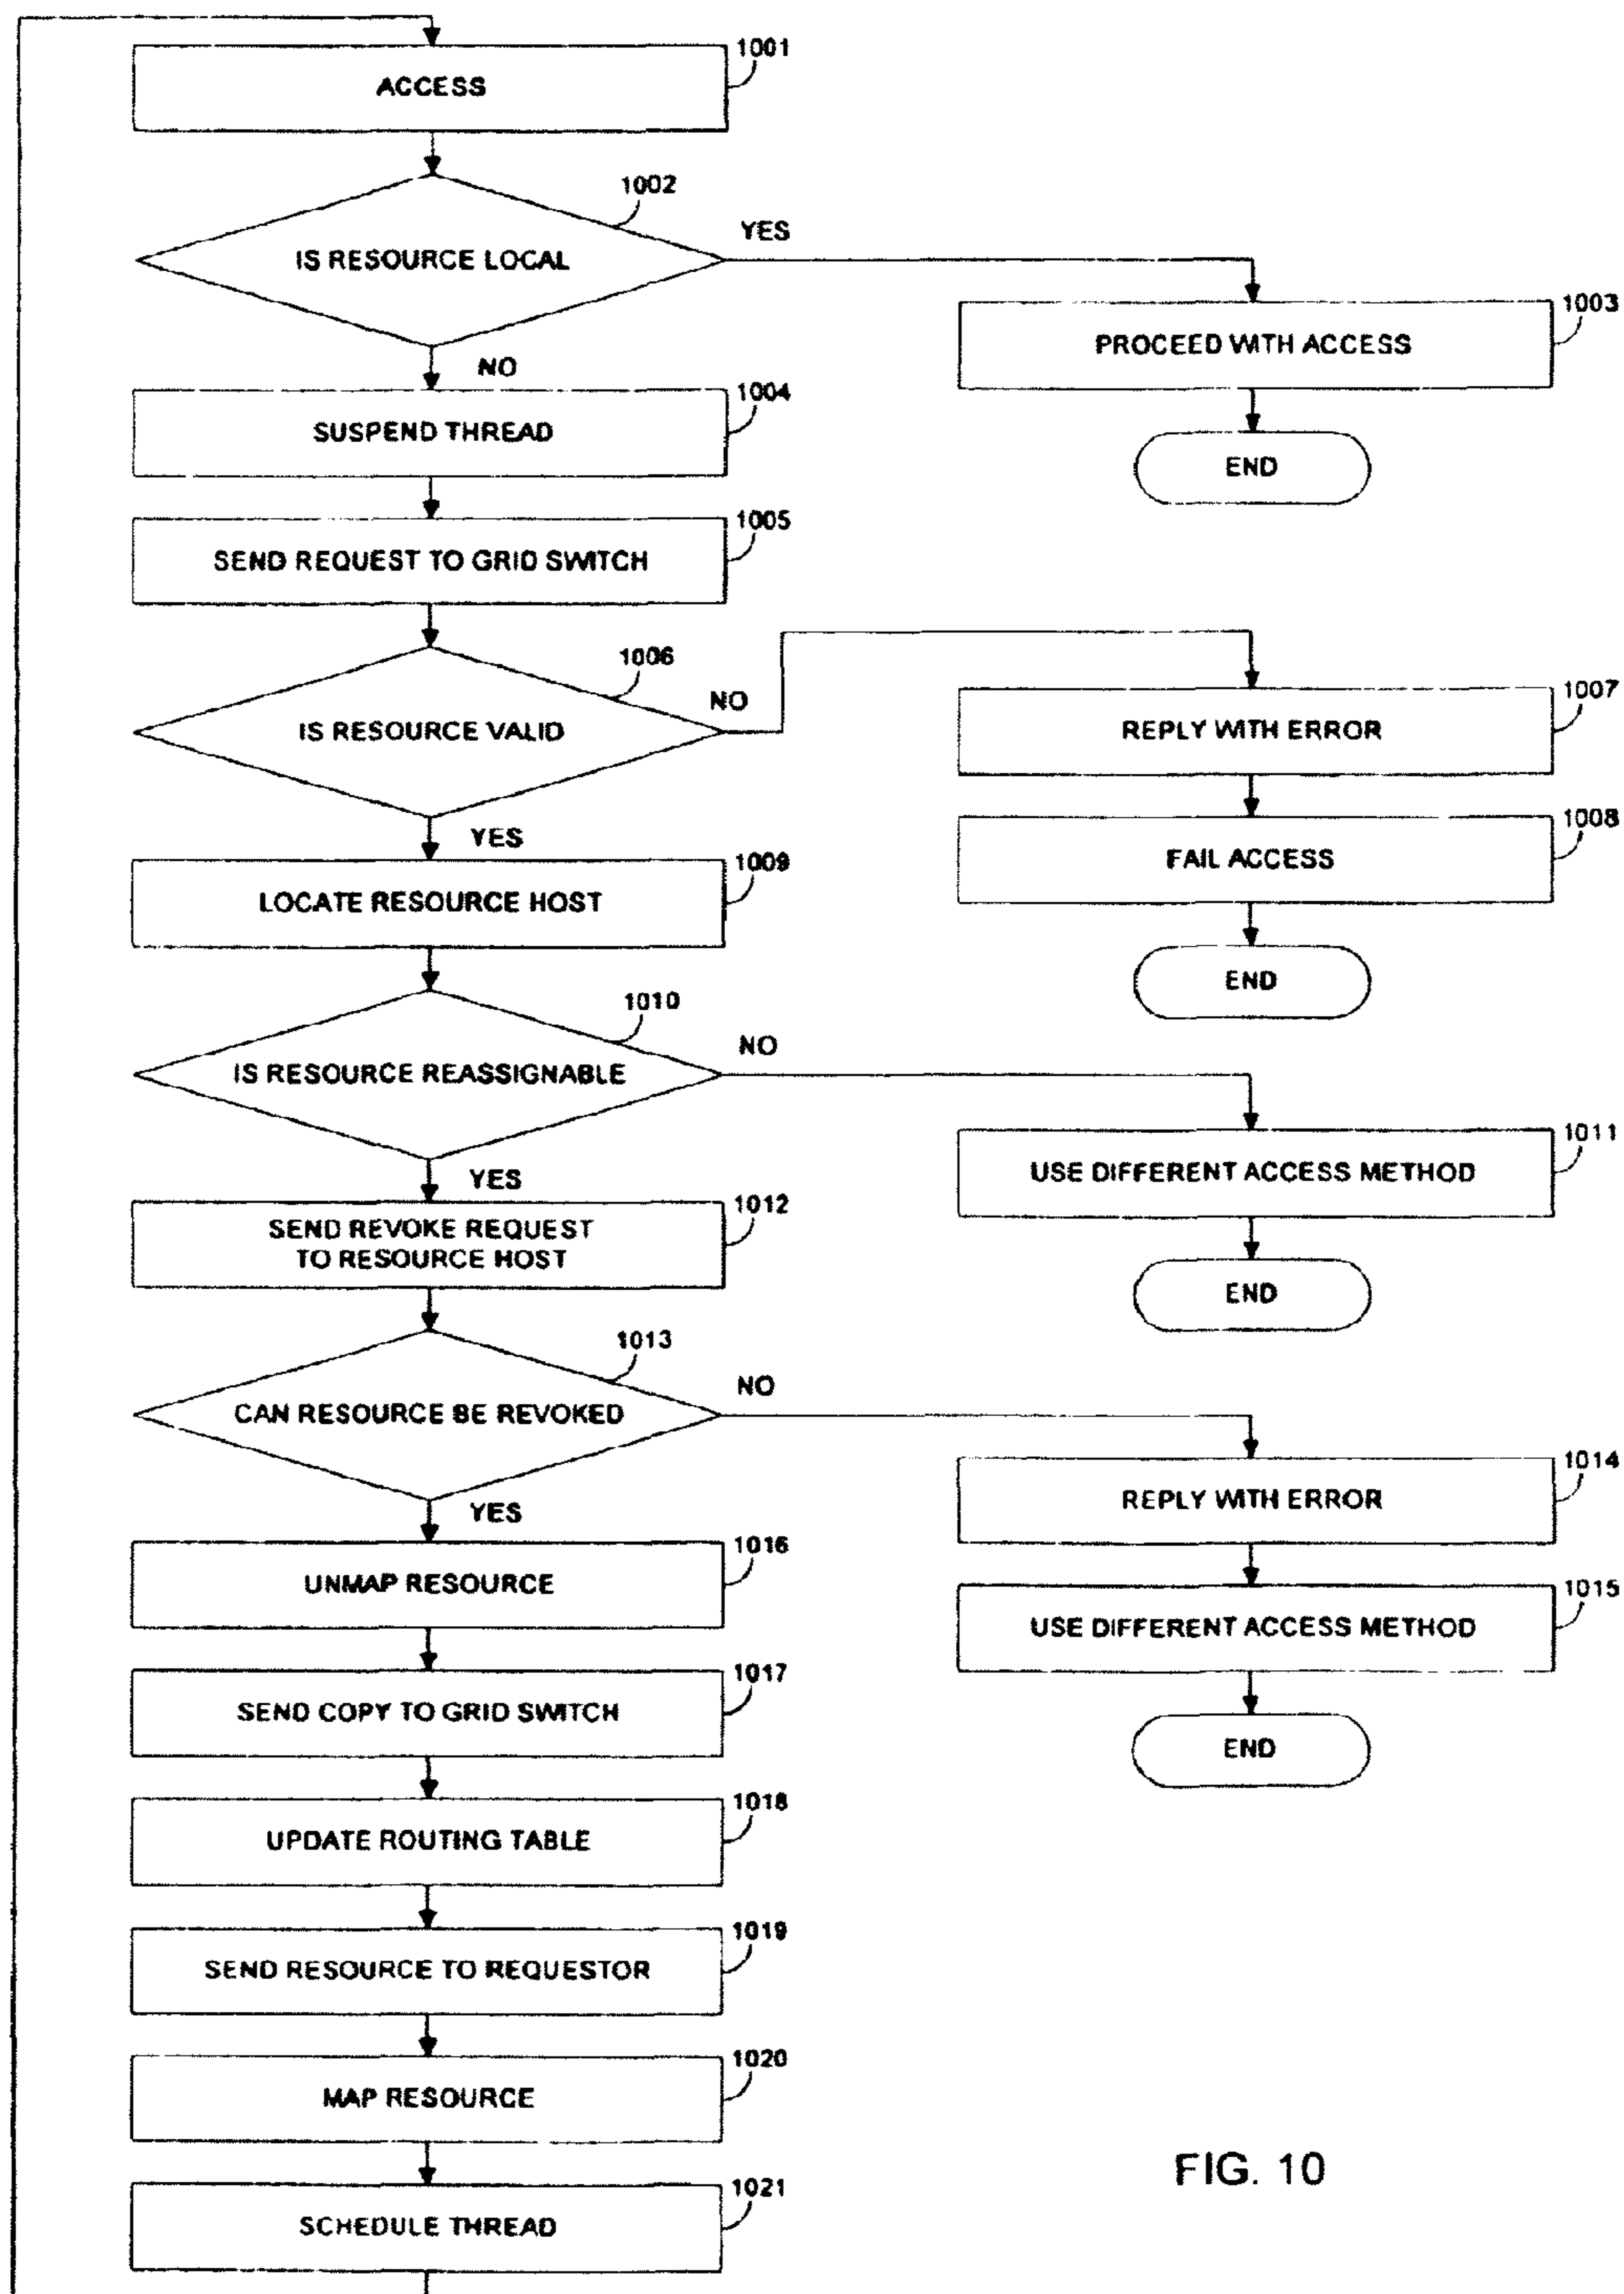 1001
ACCESS
1002
YES
IS RESOURCE LOCAL
1003
PROCEED WITH ACCESS
NO
1004
SUSPEND THREAD
END
1005
SEND REQUEST TO GRID SWITCH
1006
NO
IS RESOURCE VALID
1007
REPLY WITH ERROR
YES
1008
FAIL ACCESS
1009
LOCATE RESOURCE HOST
END
1010
NO
IS RESOURCE REASSIGNABLE
1011
USE DIFFERENT ACCESS METHOD
YES
1012
SEND REVOKE REQUEST
TO RESOURCE HOST
END
1013
NO
CAN RESOURCE BE REVOKED
1014
REPLY WITH ERROR
YES
1016
UNMAP RESOURCE
1015
USE DIFFERENT ACCESS METHOD
1017
SEND COPY TO GRID SWITCH
END
1018
UPDATE ROUTING TABLE
1019
SEND RESOURCE TO REQUESTOR
1020
MAP RESOURCE
1021
SCHEDULE THREAD
FIG. 10